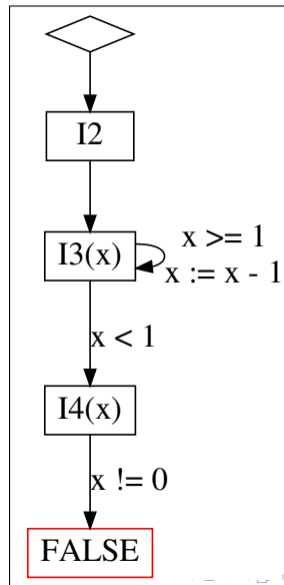 I2
I3(x)
x >= 1
x := x - 1
x < 1
I4(x)
x != 0
FALSE